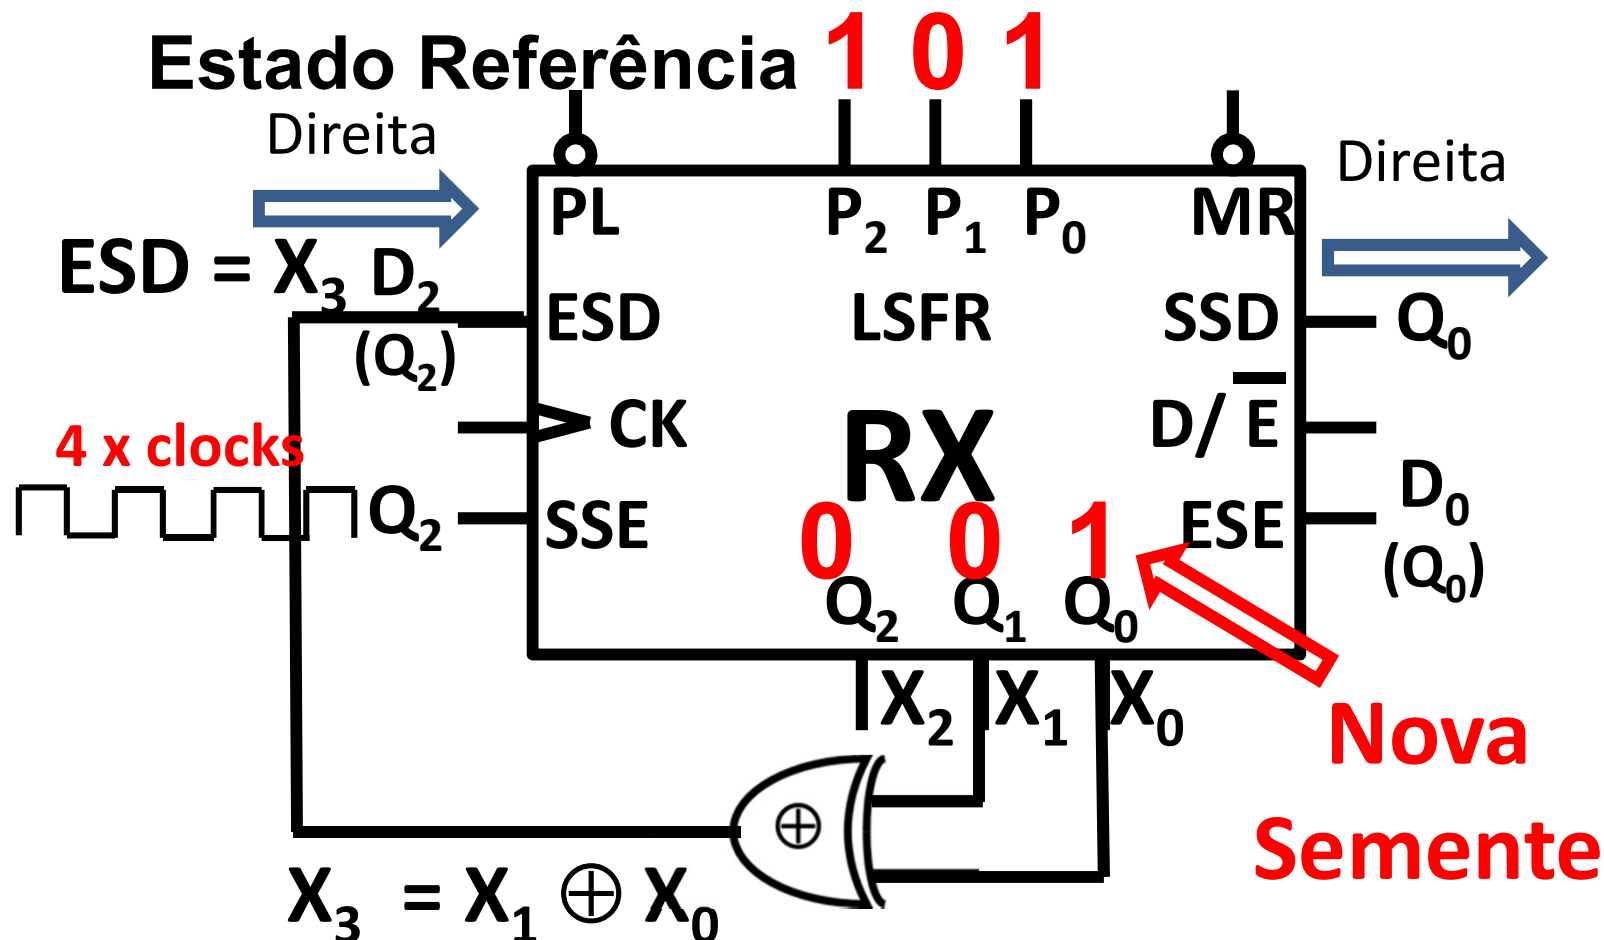 Estado Referência 1 0 1
Direita
Direita
PL P₂ P₁ P₀ MR
ESD = X₃ D₂
ESD LSFR SSD Q₀
(Q₂)
CK RX D/ E̅
4 x clocks
Q₂ SSE ESE D₀
(Q₀)
0 0 1
Q₂ Q₁ Q₀
X₂ X₁ X₀
Nova
Semente
⊕
X₃ = X₁ ⊕ X₀